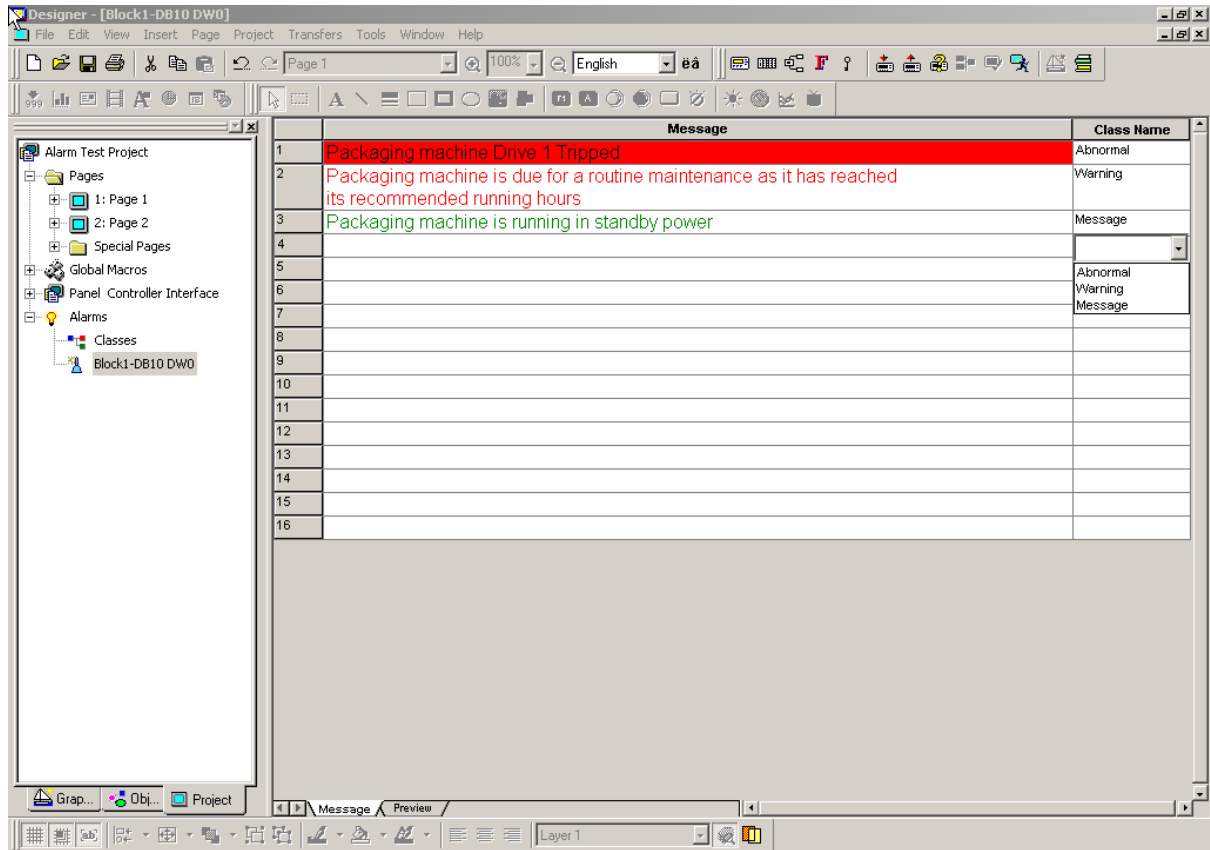 Designer - [Block1-DB10 DW0]
File Edit View Insert Page Project Transfers Tools Window Help
Page 1 100% English ëâ
Message Class Name
Alarm Test Project
Pages
1: Page 1
2: Page 2
Special Pages
Global Macros
Panel Controller Interface
Alarms
Classes
Block1-DB10 DW0
1 Packaging machine Drive 1 Tripped Abnormal
2 Packaging machine is due for a routine maintenance as it has reached Warning
its recommended running hours
3 Packaging machine is running in standby power Message
4
5
Abnormal
6
Warning
7
Message
8
9
10
11
12
13
14
15
16
Grap... Obj... Project
Message Preview
Layer 1